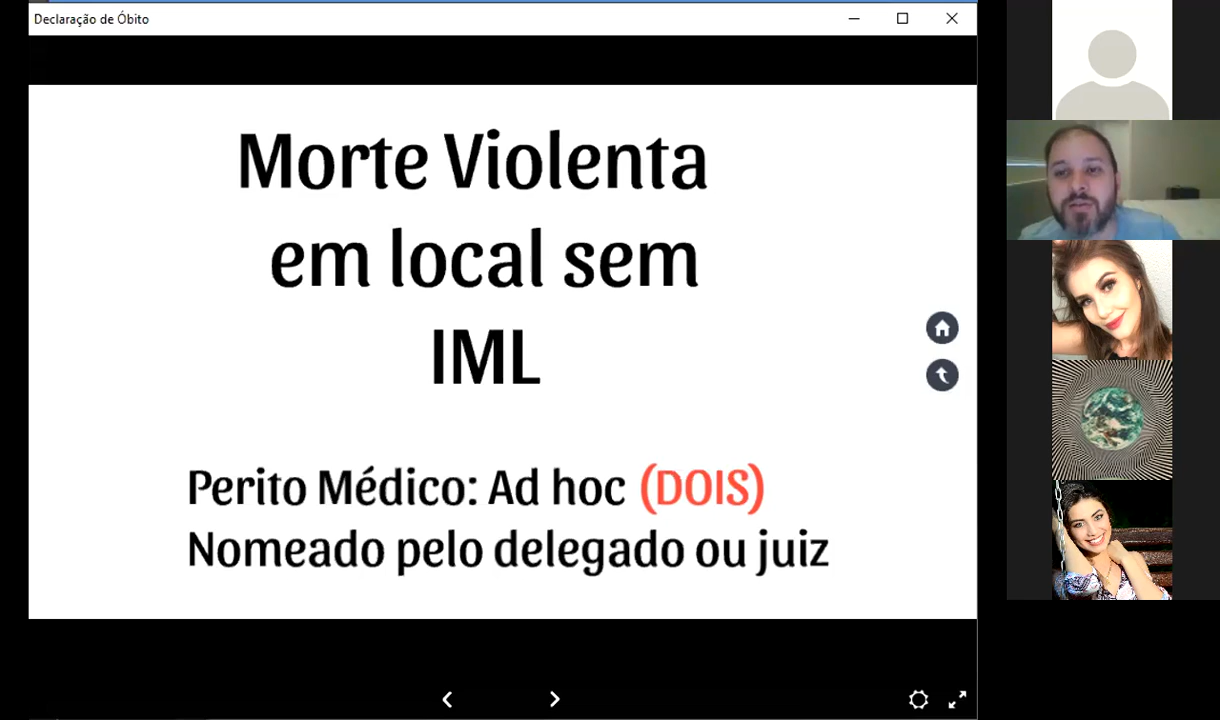 Declaração de Óbito
Morte Violenta
em local sem
IML
Perito Médico: Ad hoc (DOIS)
Nomeado pelo delegado ou juiz